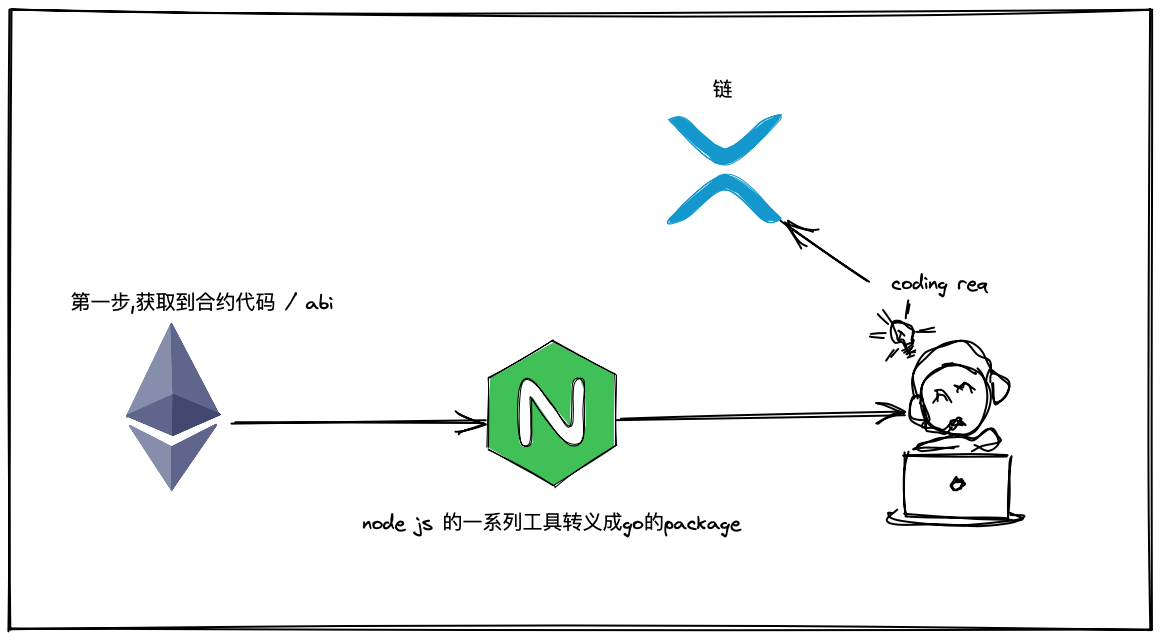 链
coding rea
第一步,获取到合约代码 / abi
N
node js 的一系列工具转义成go的package